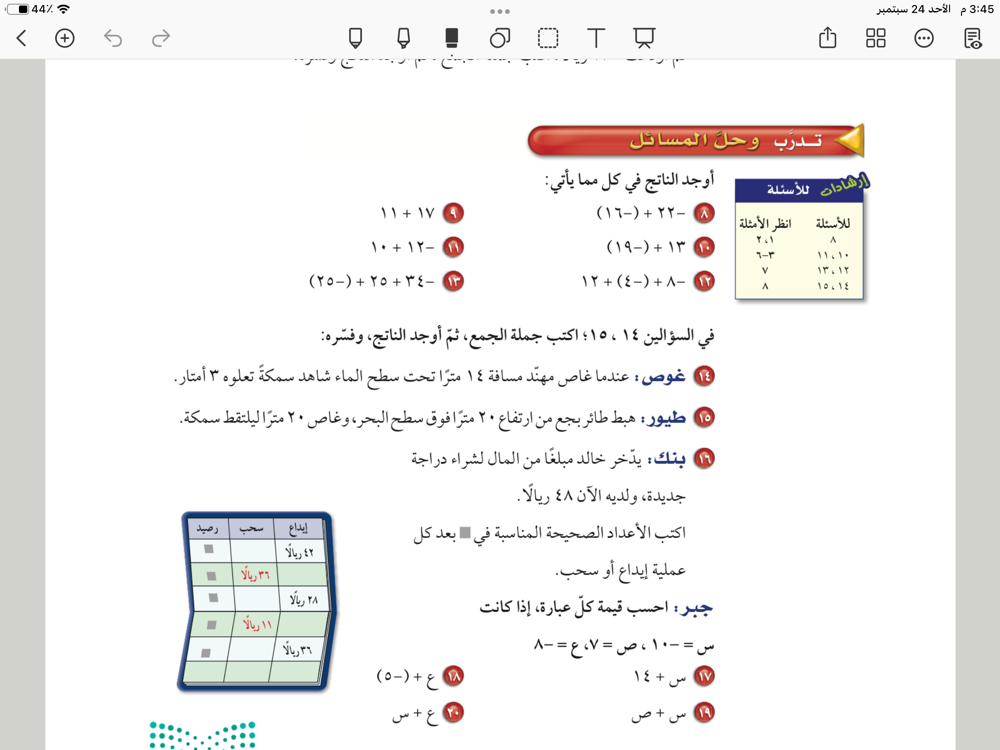 3:45 م الأحد 24 سبتمبر
44٪
تـدرَّب وحلَّ المسائل
إرشادات للأسئلة
للأسئلة انظر الأمثلة
٨ ١، ٢
١٠، ١١ ٣–٦
١٢، ١٣ ٧
١٤، ١٥ ٨
أوجد الناتج في كل مما يأتي:
٨ –٢٢ + (–١٦) ٩ ١٧ + ١١
١٠ ١٣ + (–١٩) ١١ –١٢ + ١٠
١٢ –٨ + (–٤) + ١٢ ١٣ –٣٤ + ٢٥ + (–٢٥)
في السؤالين ١٤ ، ١٥؛ اكتب جملة الجمع، ثمّ أوجد الناتج، وفسّره:
١٤ غوص: عندما غاص مهنّد مسافة ١٤ مترًا تحت سطح الماء شاهد سمكةً تعلوه ٣ أمتار.
١٥ طيور: هبط طائر بجع من ارتفاع ٢٠ مترًا فوق سطح البحر، وغاص ٢٠ مترًا ليلتقط سمكة.
١٦ بنك: يدّخر خالد مبلغًا من المال لشراء دراجة
جديدة، ولديه الآن ٤٨ ريالًا.
اكتب الأعداد الصحيحة المناسبة في ■ بعد كل
عملية إيداع أو سحب.
إيداع سحب رصيد
٤٢ ريالًا ■
٣٦ ريالًا ■
٢٨ ريالًا ■
١١ ريالًا ■
٣٦ ريالًا ■
جبر: احسب قيمة كلّ عبارة، إذا كانت
س = –١٠ ، ص = ٧، ع = –٨
١٧ س + ١٤ ١٨ ع + (–٥)
١٩ س + ص ٢٠ ع + س